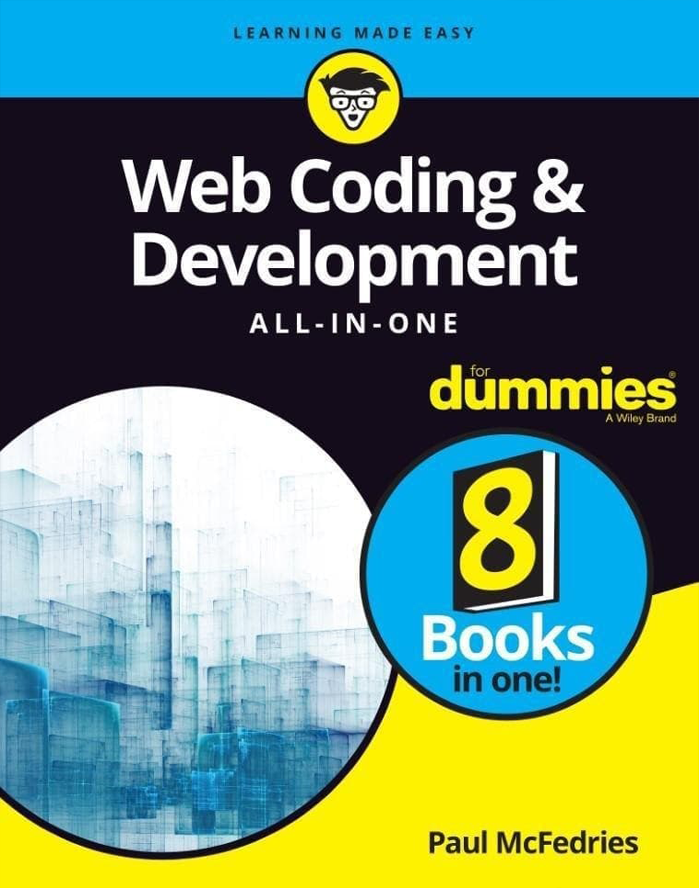 LEARNING MADE EASY
Web Coding &
Development
ALL-IN-ONE
for
dummies®
A Wiley Brand
8
Books
in one!
Paul McFedries